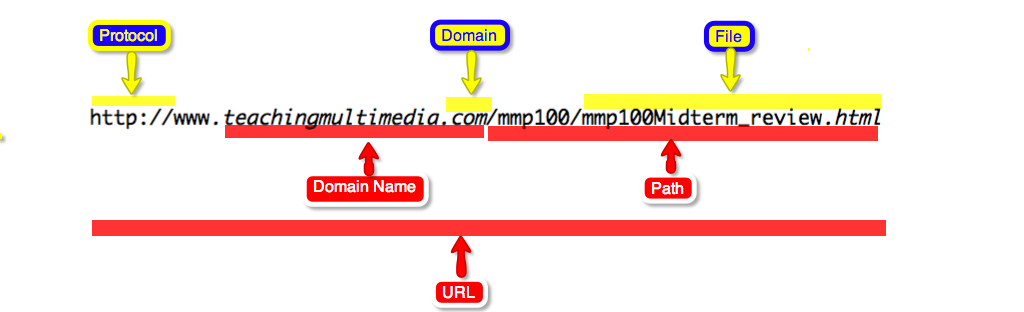 Protocol Domain File
http://www.teachingmultimedia.com/mmp100/mmp100Midterm_review.html
Domain Name Path
URL